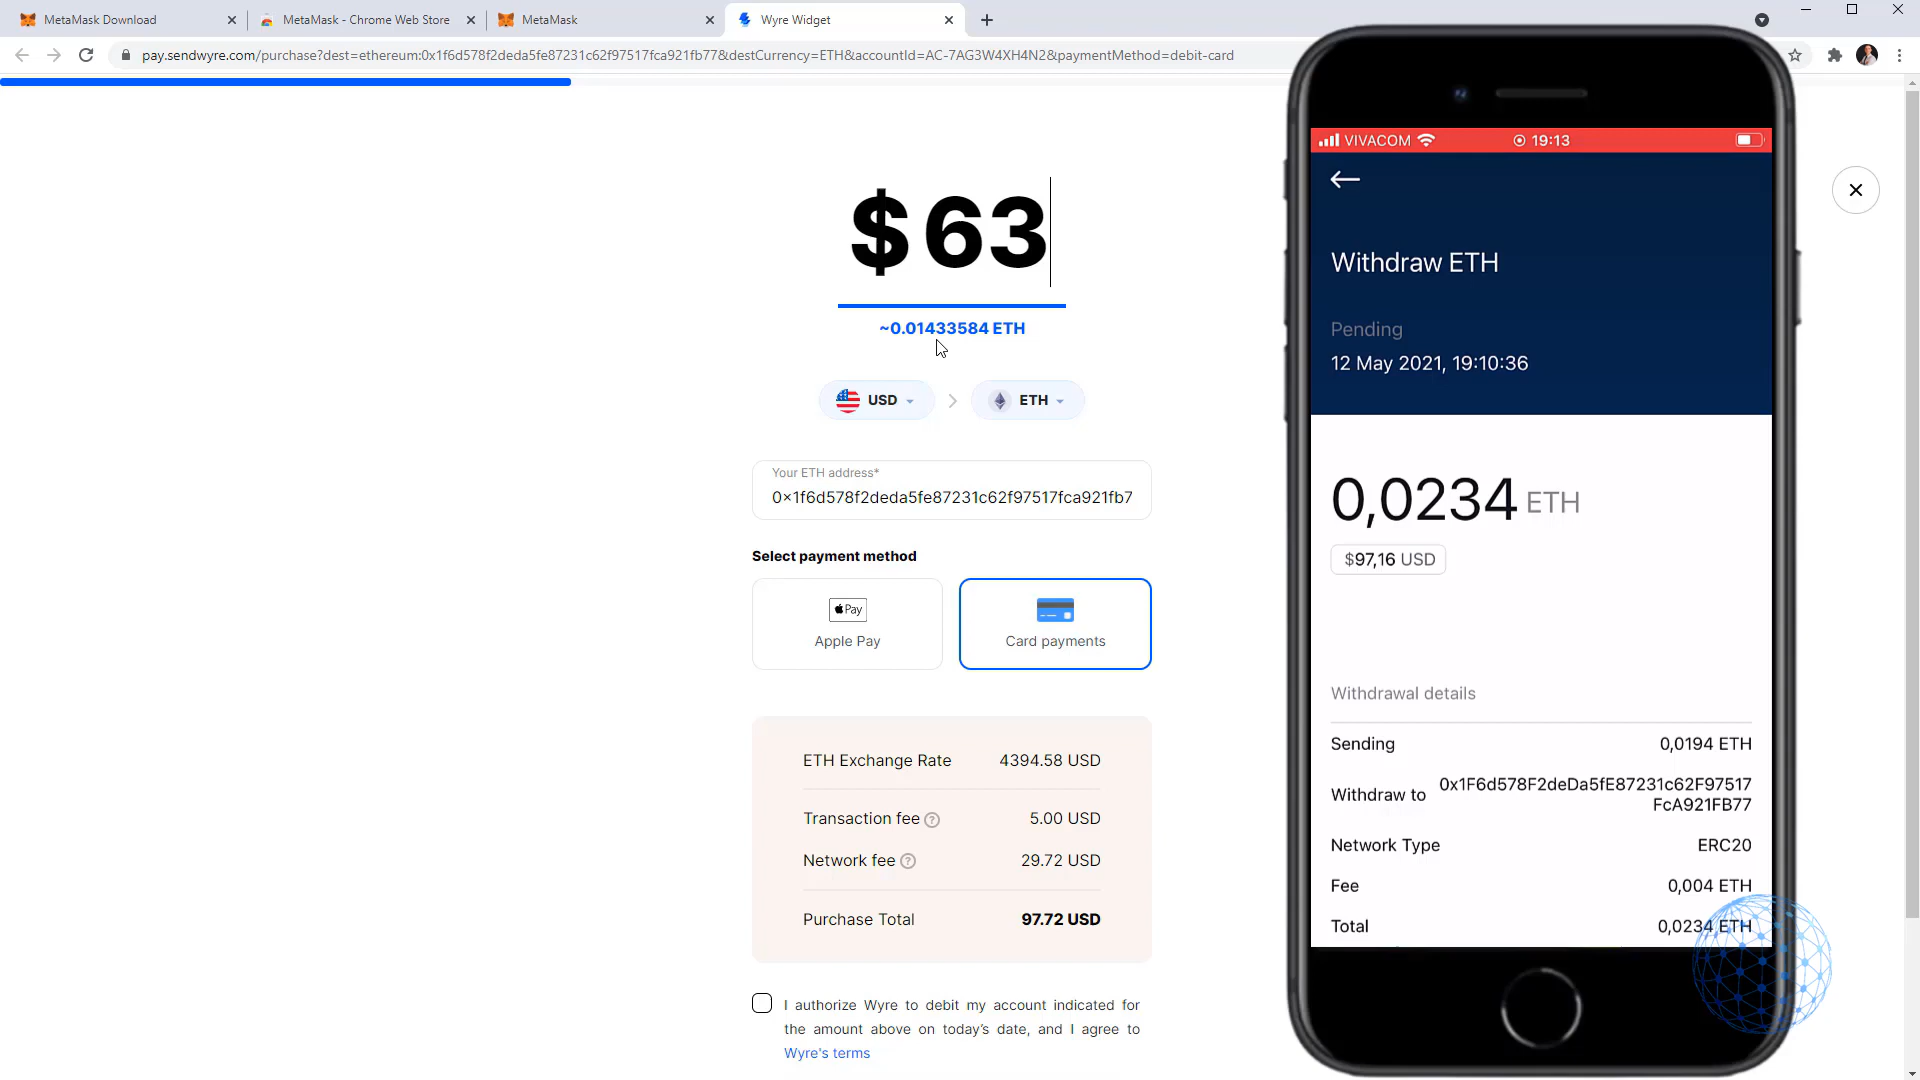 MetaMask Download
MetaMask - Chrome Web Store
MetaMask
Wyre Widget
pay.sendwyre.com/purchase?dest=ethereum:0x1f6d578f2deda5fe87231c62f97517fca921fb77&destCurrency=ETH&accountId=AC-7AG3W4XH4N2&paymentMethod=debit-card
$63
~0.01433584 ETH
USD
ETH
Your ETH address*
0x1f6d578f2deda5fe87231c62f97517fca921fb7
Select payment method
Pay
Apple Pay
Card payments
ETH Exchange Rate 4394.58 USD
Transaction fee ? 5.00 USD
Network fee ? 29.72 USD
Purchase Total 97.72 USD
I authorize Wyre to debit my account indicated for
the amount above on today's date, and I agree to
Wyre's terms
VIVACOM 19:13
Withdraw ETH
Pending
12 May 2021, 19:10:36
0,0234 ETH
$97,16 USD
Withdrawal details
Sending 0,0194 ETH
Withdraw to 0x1F6d578F2deDa5fE87231c62F97517
FcA921FB77
Network Type ERC20
Fee 0,004 ETH
Total 0,0234 ETH